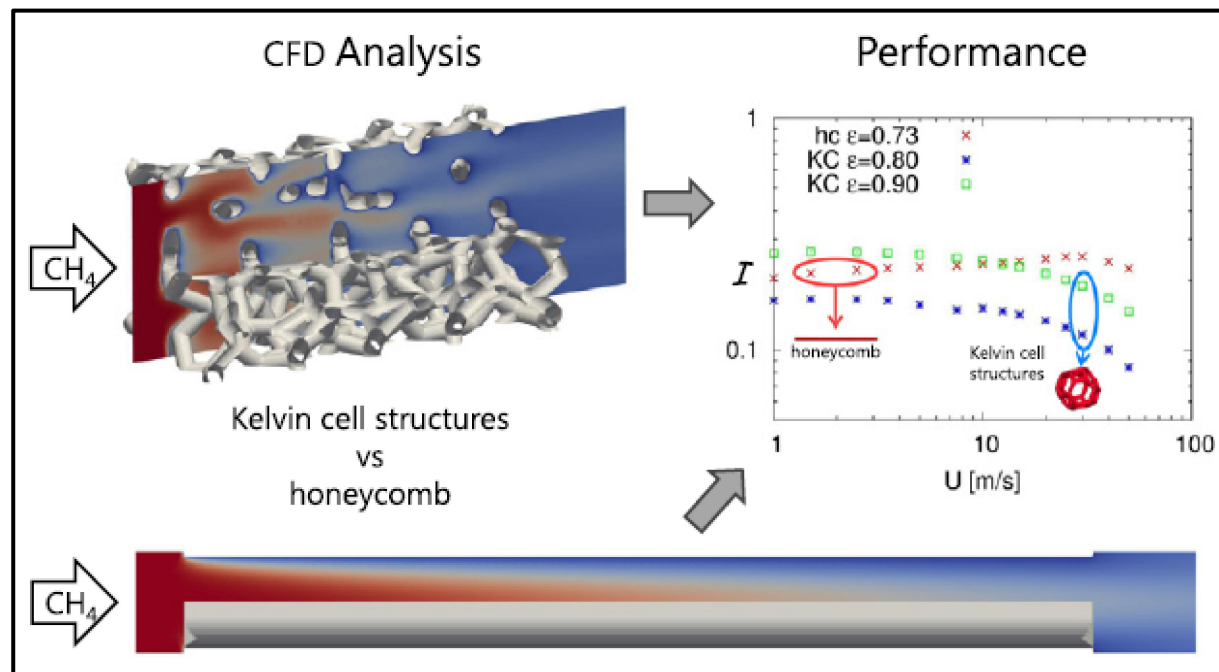 CFD Analysis
CH4
Kelvin cell structures
vs
honeycomb
CH4
Performance
hc ε=0.73
KC ε=0.80
KC ε=0.90
1
I
0.1
honeycomb
Kelvin cell
structures
1 10 100
U [m/s]